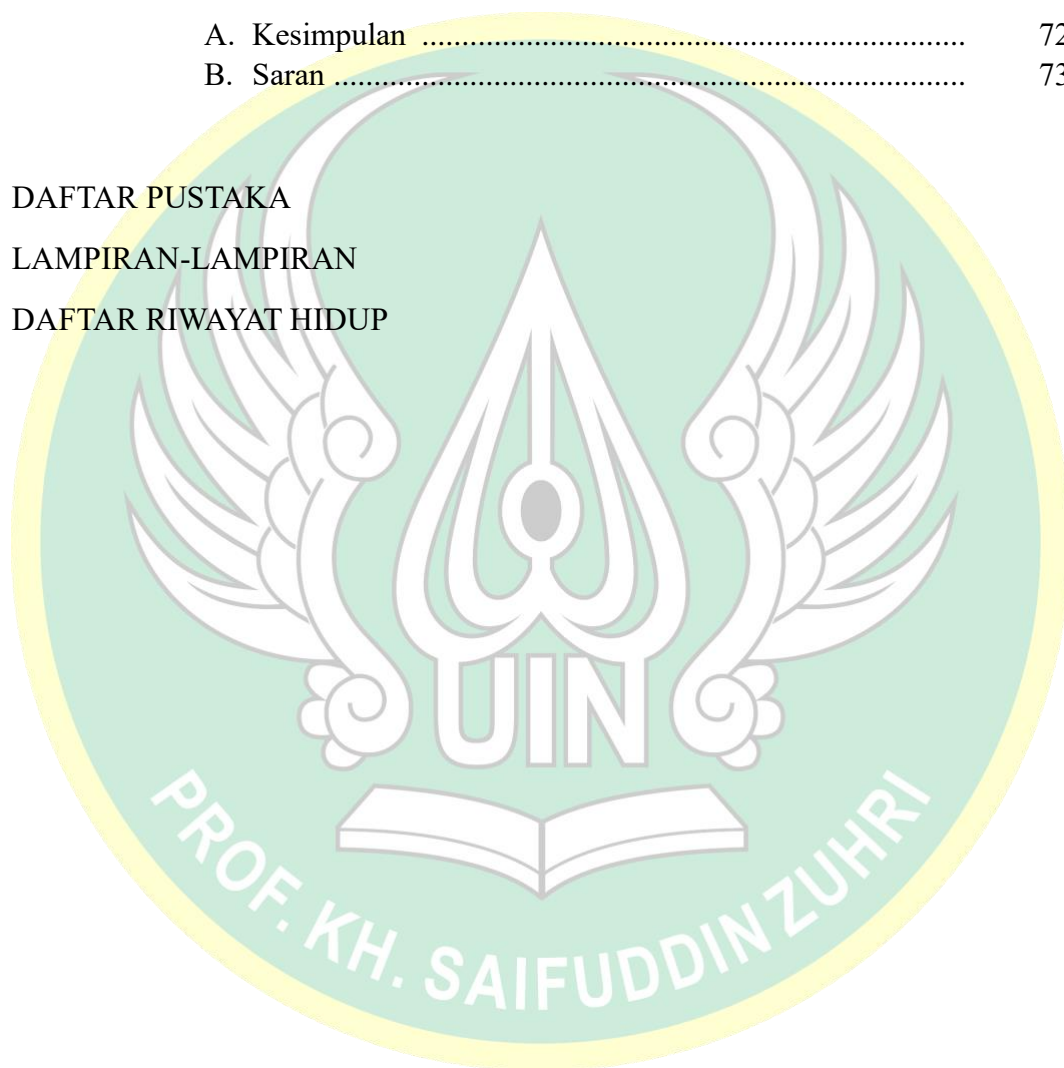 A. Kesimpulan ............................................................... 72
B. Saran ......................................................................... 73
DAFTAR PUSTAKA
LAMPIRAN-LAMPIRAN
DAFTAR RIWAYAT HIDUP
UIN
PROF. KH. SAIFUDDIN ZUHRI